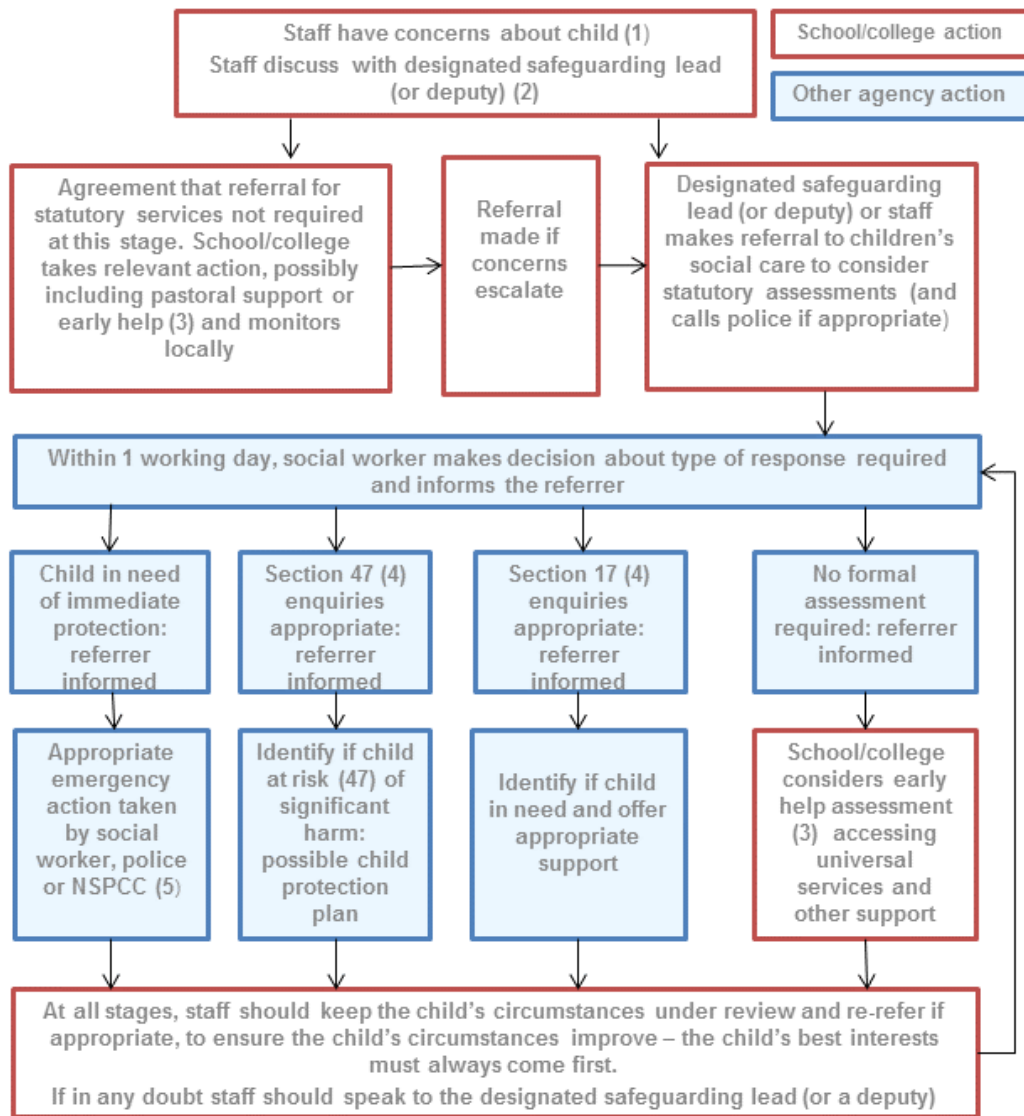 Staff have concerns about child (1)
Staff discuss with designated safeguarding lead
(or deputy) (2)
School/college action
Other agency action
Agreement that referral for
statutory services not required
at this stage. School/college
takes relevant action, possibly
including pastoral support or
early help (3) and monitors
locally
Referral
made if
concerns
escalate
Designated safeguarding
lead (or deputy) or staff
makes referral to children’s
social care to consider
statutory assessments (and
calls police if appropriate)
Within 1 working day, social worker makes decision about type of response required
and informs the referrer
Child in need
of immediate
protection:
referrer
informed
Section 47 (4)
enquiries
appropriate:
referrer
informed
Section 17 (4)
enquiries
appropriate:
referrer
informed
No formal
assessment
required: referrer
informed
Appropriate
emergency
action taken
by social
worker, police
or NSPCC (5)
Identify if child
at risk (47) of
significant
harm:
possible child
protection
plan
Identify if child
in need and offer
appropriate
support
School/college
considers early
help assessment
(3) accessing
universal
services and
other support
At all stages, staff should keep the child’s circumstances under review and re-refer if
appropriate, to ensure the child’s circumstances improve – the child’s best interests
must always come first.
If in any doubt staff should speak to the designated safeguarding lead (or a deputy)